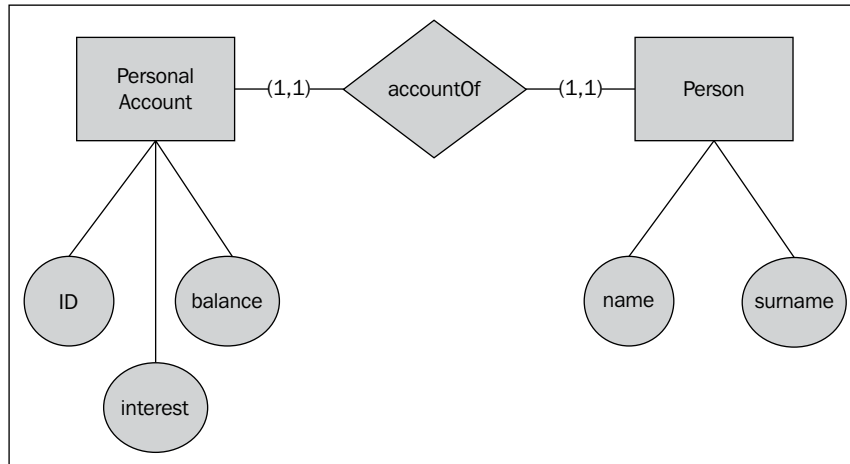 Personal
Account
(1,1)
accountOf
(1,1)
Person
ID
balance
interest
name
surname